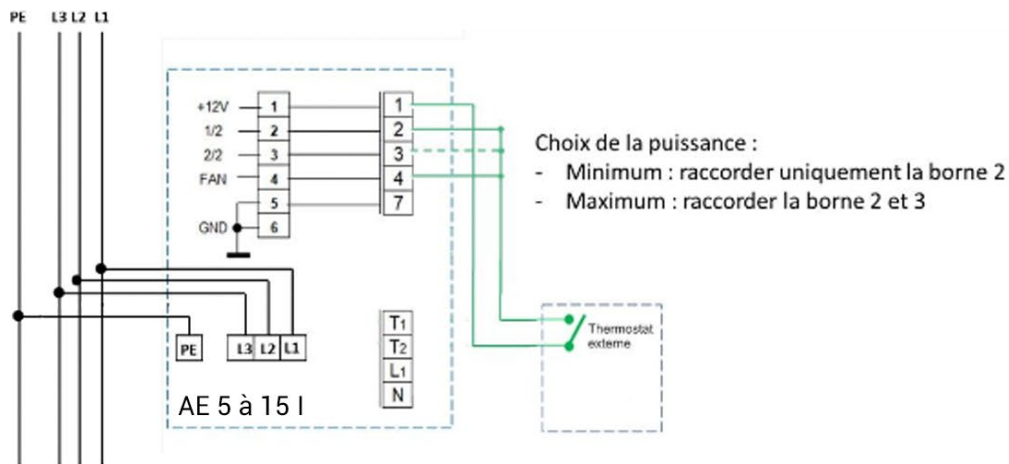 PE L3 L2 L1
+12V 1 1
1/2 2 2
2/2 3 3
FAN 4 4
5 7
GND 6
Choix de la puissance :
- Minimum : raccorder uniquement la borne 2
- Maximum : raccorder la borne 2 et 3
PE L3 L2 L1
T1
T2
L1
N
Thermostat
externe
AE 5 à 15 I